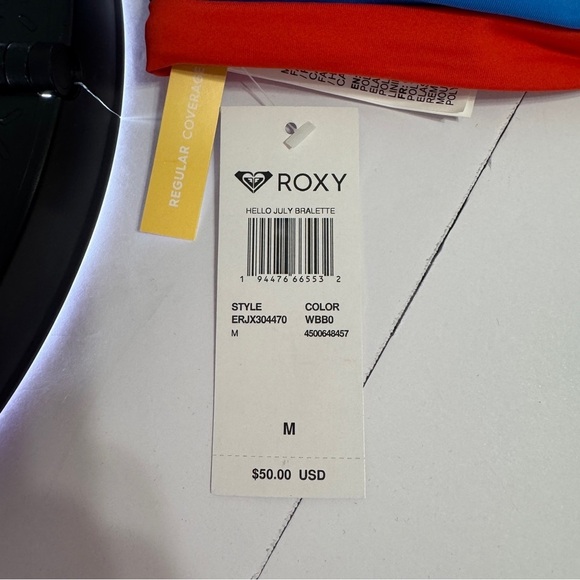 REGULAR COVERAGE
ROXY
HELLO JULY BRALETTE
1 94476 66553 2
STYLE COLOR
ERJX304470 WBB0
M 4500648457
M
$50.00 USD